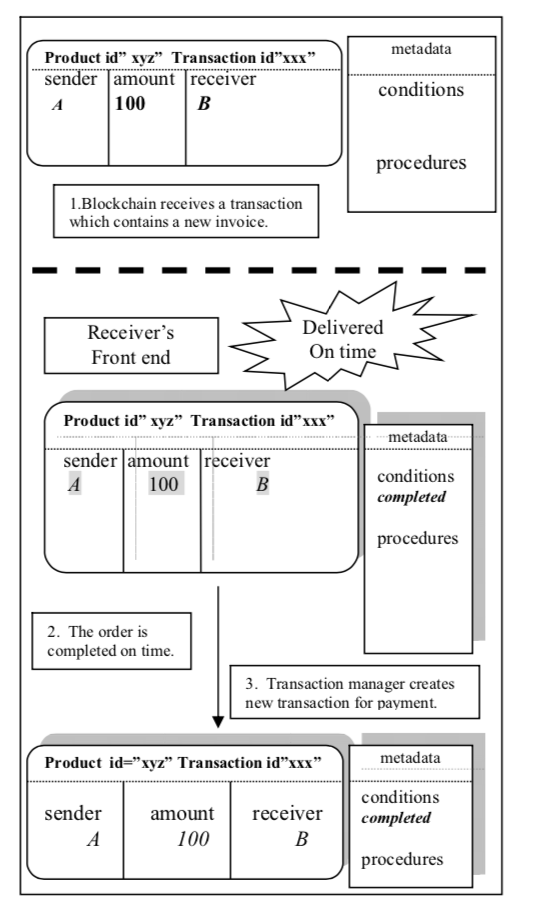 Product id” xyz”  Transaction id”xxx”
sender amount receiver
A 100 B
metadata
conditions
procedures
1.Blockchain receives a transaction
which contains a new invoice.
Receiver’s
Front end
Delivered
On time
Product id” xyz”  Transaction id”xxx”
sender amount receiver
A 100 B
metadata
conditions
completed
procedures
2.  The order is
completed on time.
3.  Transaction manager creates
new transaction for payment.
Product  id=”xyz” Transaction id”xxx”
sender amount receiver
A 100 B
metadata
conditions
completed
procedures